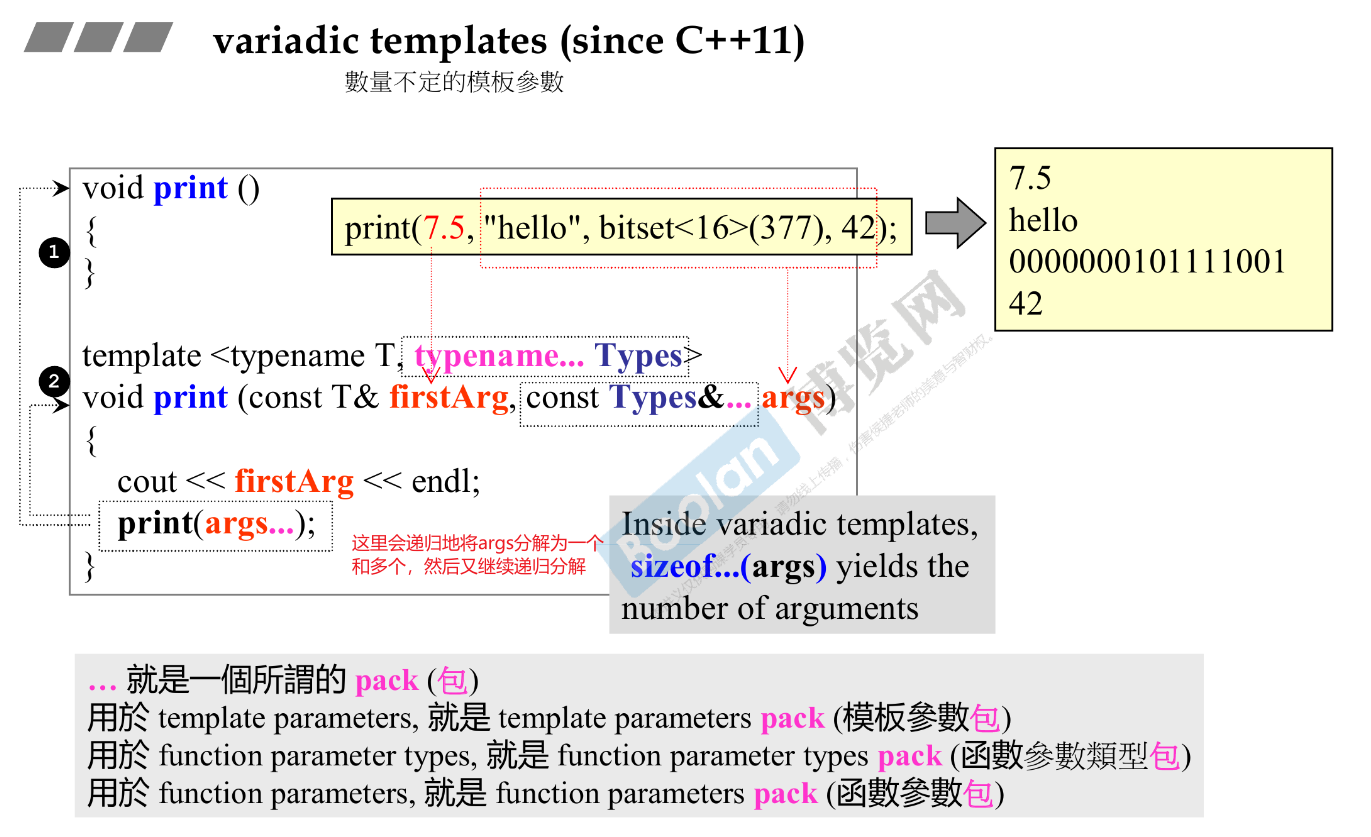 variadic templates (since C++11)
數量不定的模板參數
void print ()
{
}
❶
print(7.5, "hello", bitset<16>(377), 42);
7.5
hello
0000000101111001
42
template <typename T, typename... Types>
❷
void print (const T& firstArg, const Types&... args)
{
cout << firstArg << endl;
print(args...);
}
这里会递归地将args分解为一个
和多个，然后又继续递归分解
Inside variadic templates,
sizeof...(args) yields the
number of arguments
Boolan
博览网
… 就是一個所謂的 pack (包)
用於 template parameters, 就是 template parameters pack (模板參數包)
用於 function parameter types, 就是 function parameter types pack (函數參數類型包)
用於 function parameters, 就是 function parameters pack (函數參數包)